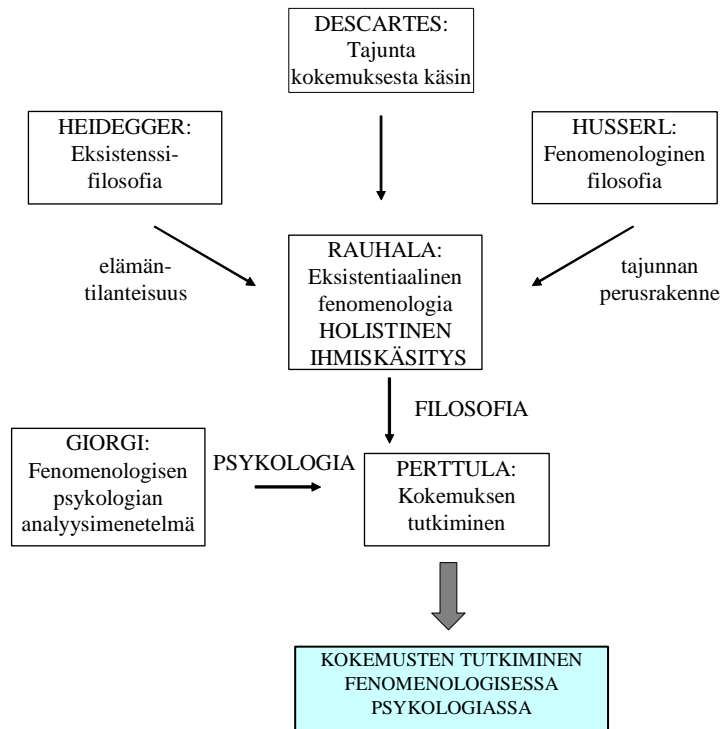 DESCARTES:
Tajunta
kokemuksesta käsin
HEIDEGGER:
Eksistenssi-
filosofia
HUSSERL:
Fenomenologinen
filosofia
elämän-
tilanteisuus
RAUHALA:
Eksistentiaalinen
fenomenologia
HOLISTINEN
IHMISKÄSITYS
tajunnan
perusrakenne
FILOSOFIA
GIORGI:
Fenomenologisen
psykologian
analyysimenetelmä
PSYKOLOGIA
PERTTULA:
Kokemuksen
tutkiminen
KOKEMUSTEN TUTKIMINEN
FENOMENOLOGISESSA
PSYKOLOGIASSA